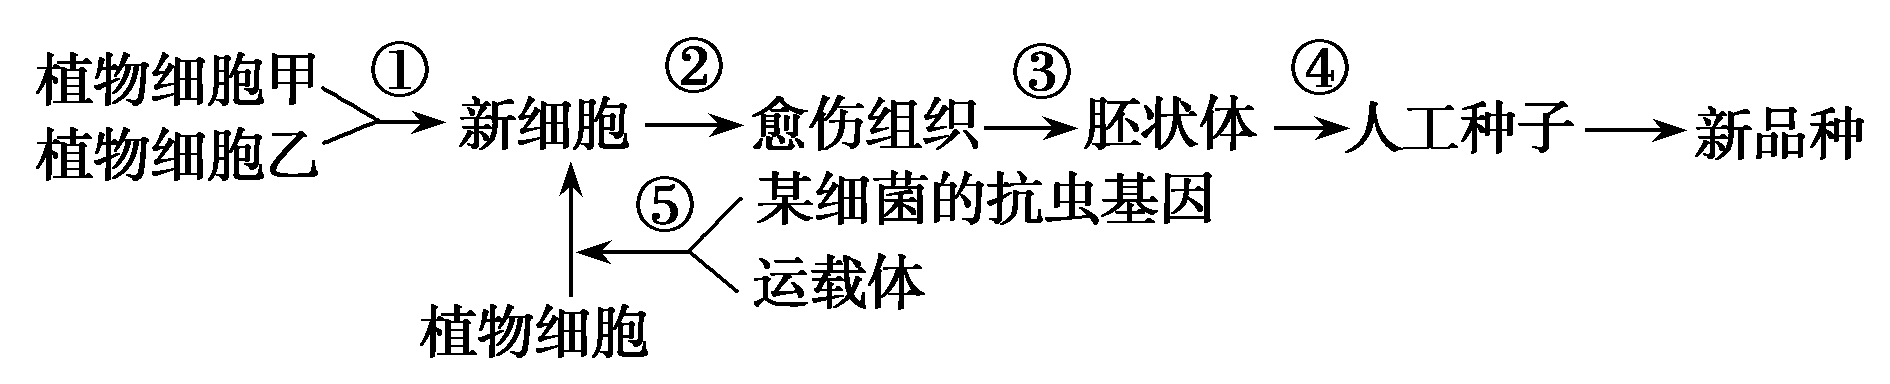 植物细胞甲
植物细胞乙
① 新细胞 ② 愈伤组织 ③ 胚状体 ④ 人工种子 新品种
⑤ 某细菌的抗虫基因
运载体
植物细胞